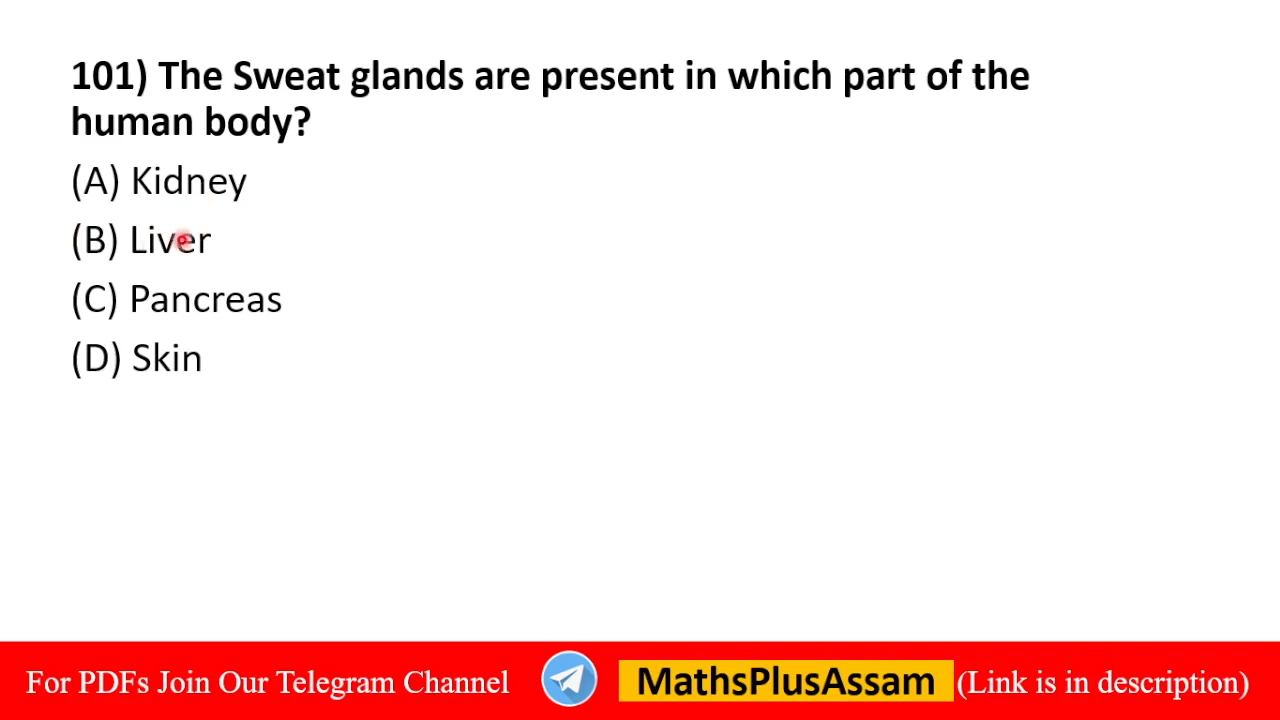 101) The Sweat glands are present in which part of the
human body?
(A) Kidney
(B) Liver
(C) Pancreas
(D) Skin
For PDFs Join Our Telegram Channel MathsPlusAssam (Link is in description)